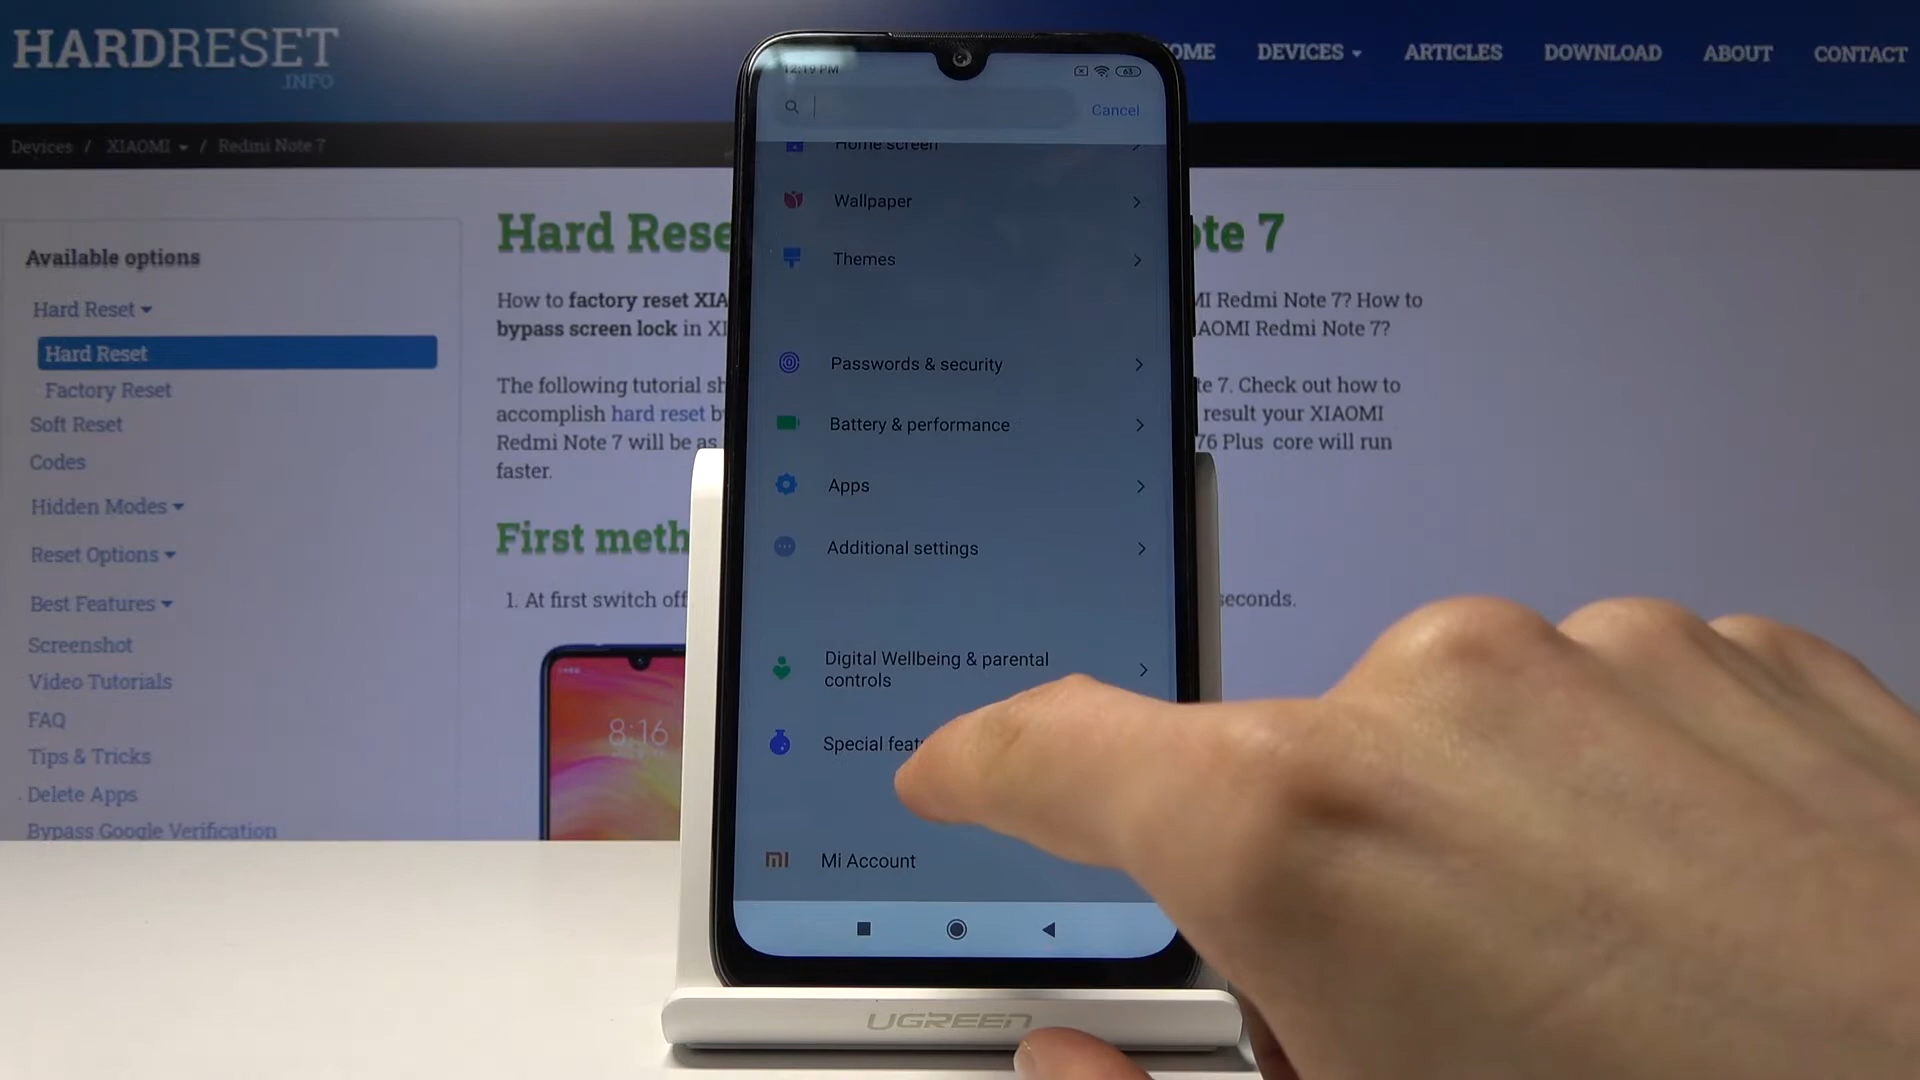 HARDRESET
.INFO
OME
DEVICES
ARTICLES
DOWNLOAD
ABOUT
CONTACT
Devices / XIAOMI / Redmi Note 7
Available options
Hard Reset
Hard Reset
Factory Reset
Soft Reset
Codes
Hidden Modes
Reset Options
Best Features
Screenshot
Video Tutorials
FAQ
Tips & Tricks
Delete Apps
Bypass Google Verification
Hard Rese
ote 7
How to factory reset XIA
MI Redmi Note 7? How to
bypass screen lock in XI
AOMI Redmi Note 7?
The following tutorial sh
te 7. Check out how to
accomplish hard reset b
result your XIAOMI
Redmi Note 7 will be as
76 Plus core will run
faster.
First meth
1. At first switch off
seconds.
8:16
12:19 PM
63
Cancel
Home screen
Wallpaper
Themes
Passwords & security
Battery & performance
Apps
Additional settings
Digital Wellbeing & parental
controls
Special feat
mi Mi Account
UGREEN